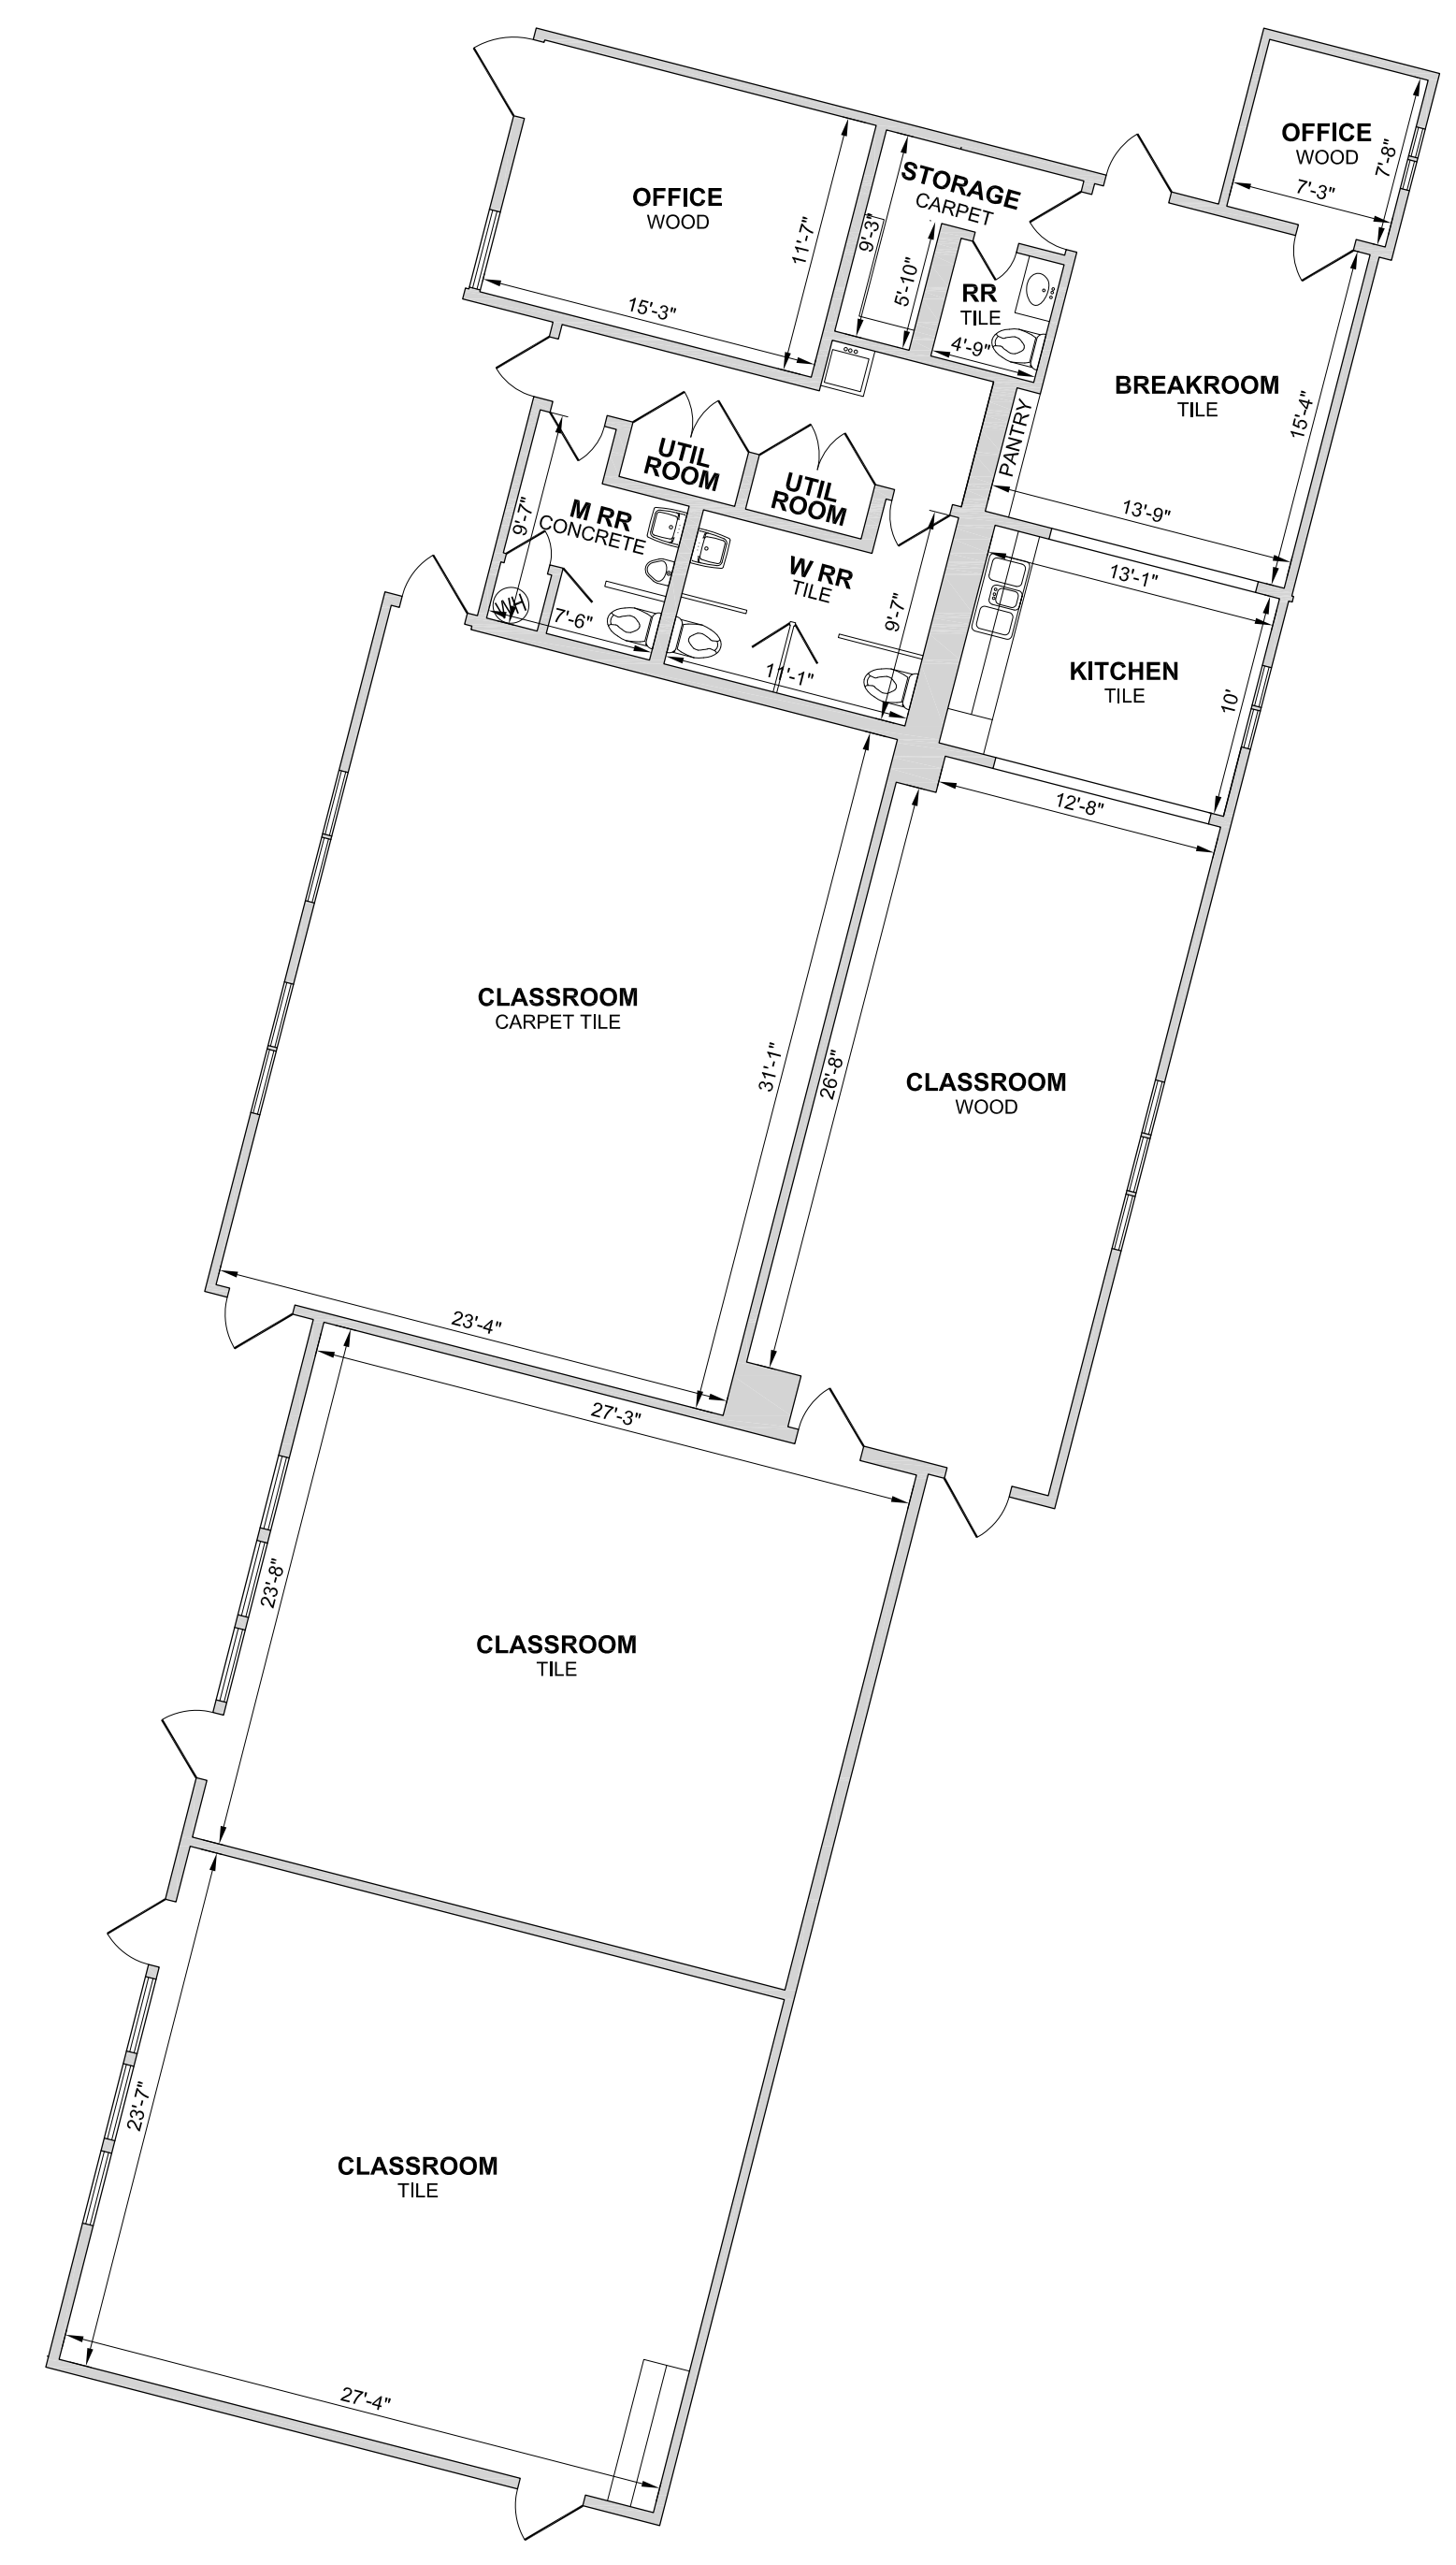 OFFICE
WOOD
11'-7"
15'-3"
STORAGE
CARPET
9'-3"
5'-10"
RR
TILE
4'-9"
OFFICE
WOOD
7'-8"
7'-3"
BREAKROOM
TILE
15'-4"
13'-9"
PANTRY
UTIL
ROOM
UTIL
ROOM
M RR
CONCRETE
9'-7"
WH
7'-6"
W RR
TILE
9'-7"
11'-1"
13'-1"
KITCHEN
TILE
10'
12'-8"
CLASSROOM
CARPET TILE
31'-1"
23'-4"
26'-8"
CLASSROOM
WOOD
27'-3"
23'-8"
CLASSROOM
TILE
23'-7"
CLASSROOM
TILE
27'-4"